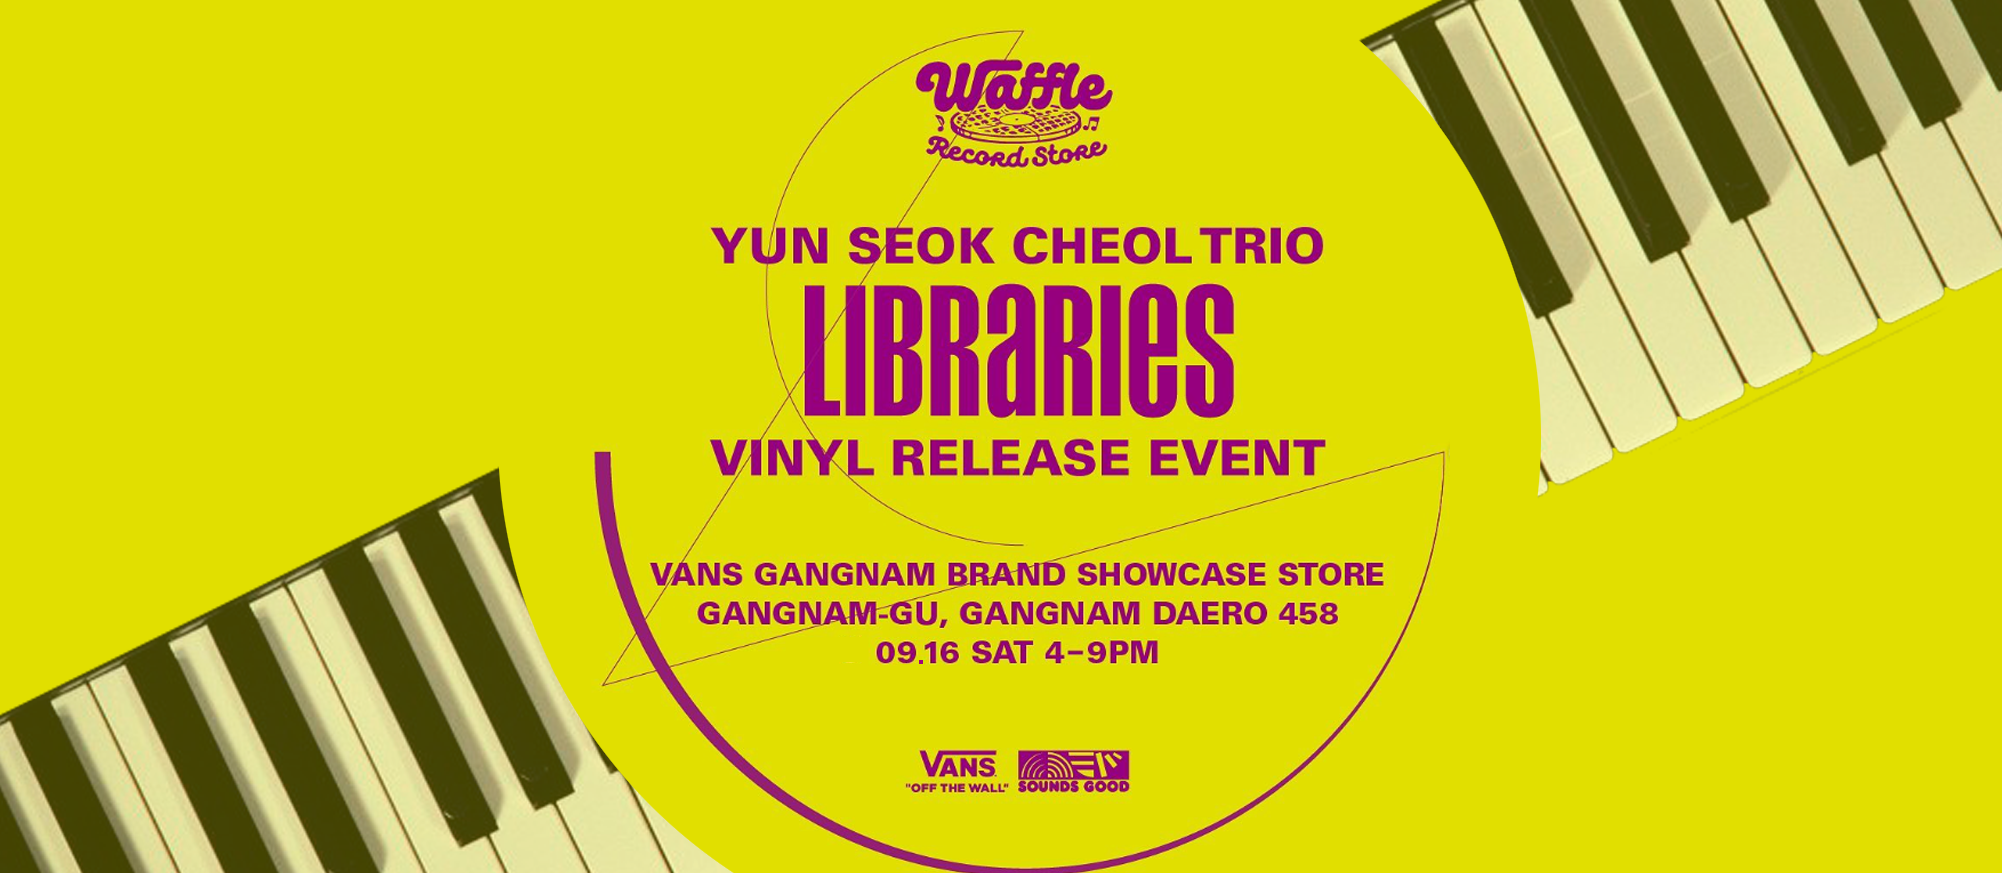 Waffle
Record Store
YUN SEOK CHEOL TRIO
LIBRARIES
VINYL RELEASE EVENT
VANS GANGNAM BRAND SHOWCASE STORE
GANGNAM-GU, GANGNAM DAERO 458
09.16 SAT 4–9PM
VANS
"OFF THE WALL"
SOUNDS GOOD